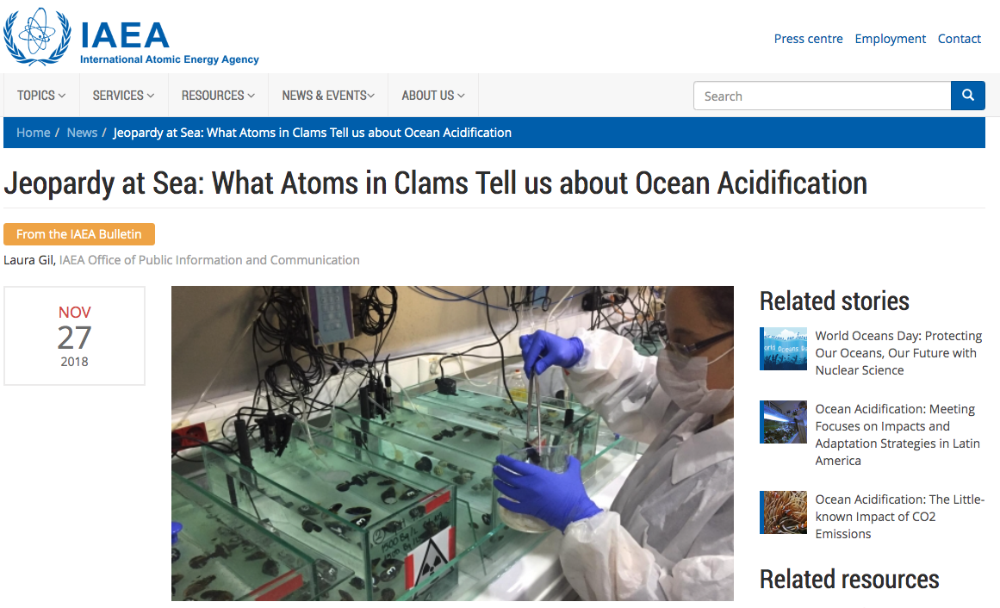 IAEA
International Atomic Energy Agency
Press centre Employment Contact
TOPICS SERVICES RESOURCES NEWS & EVENTS ABOUT US
Search
Home / News / Jeopardy at Sea: What Atoms in Clams Tell us about Ocean Acidification
Jeopardy at Sea: What Atoms in Clams Tell us about Ocean Acidification
From the IAEA Bulletin
Laura Gil, IAEA Office of Public Information and Communication
NOV
27
2018
1500 Bq/L
Related stories
World Oceans Day: Protecting
Our Oceans, Our Future with
Nuclear Science
Ocean Acidification: Meeting
Focuses on Impacts and
Adaptation Strategies in Latin
America
Ocean Acidification: The Little-
known Impact of CO2
Emissions
Related resources